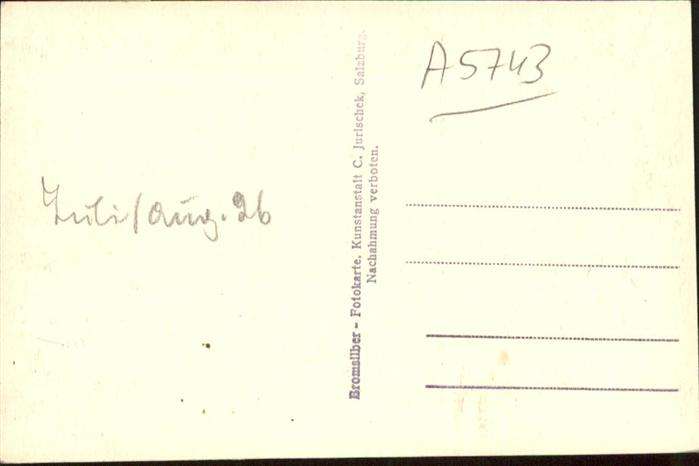 Juli/Aug. 26
Bromsilber - Fotokarte. Kunstanstalt C. Jurischek, Salzburg.
Nachahmung verboten.
A5743